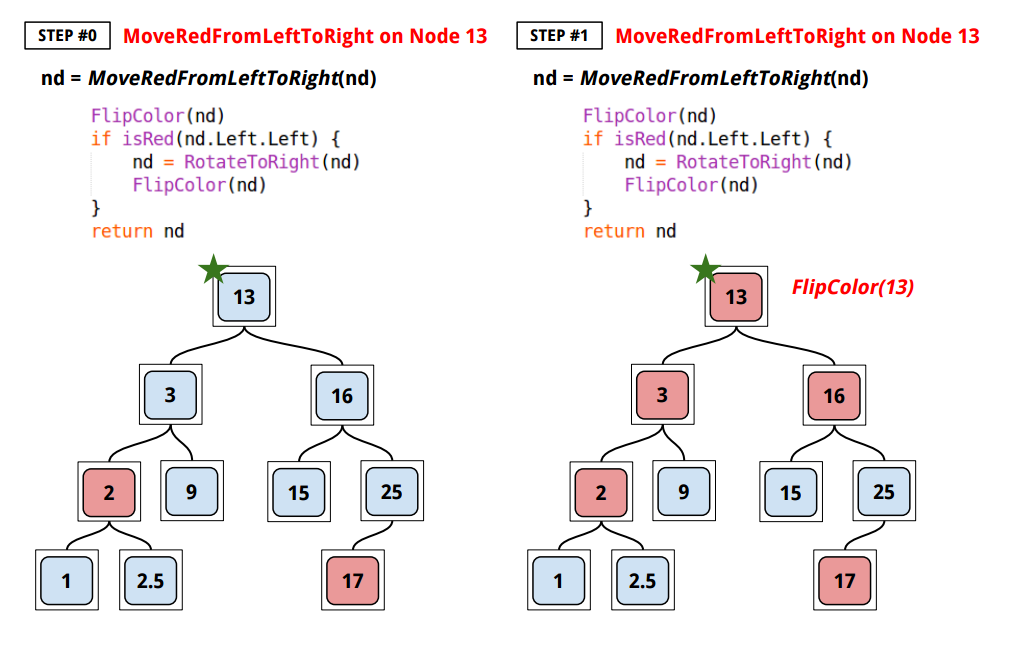 STEP #0 MoveRedFromLeftToRight on Node 13
nd = MoveRedFromLeftToRight(nd)
FlipColor(nd)
if isRed(nd.Left.Left) {
nd = RotateToRight(nd)
FlipColor(nd)
}
return nd
13
3 16
2 9 15 25
1 2.5 17
STEP #1 MoveRedFromLeftToRight on Node 13
nd = MoveRedFromLeftToRight(nd)
FlipColor(nd)
if isRed(nd.Left.Left) {
nd = RotateToRight(nd)
FlipColor(nd)
}
return nd
13 FlipColor(13)
3 16
2 9 15 25
1 2.5 17